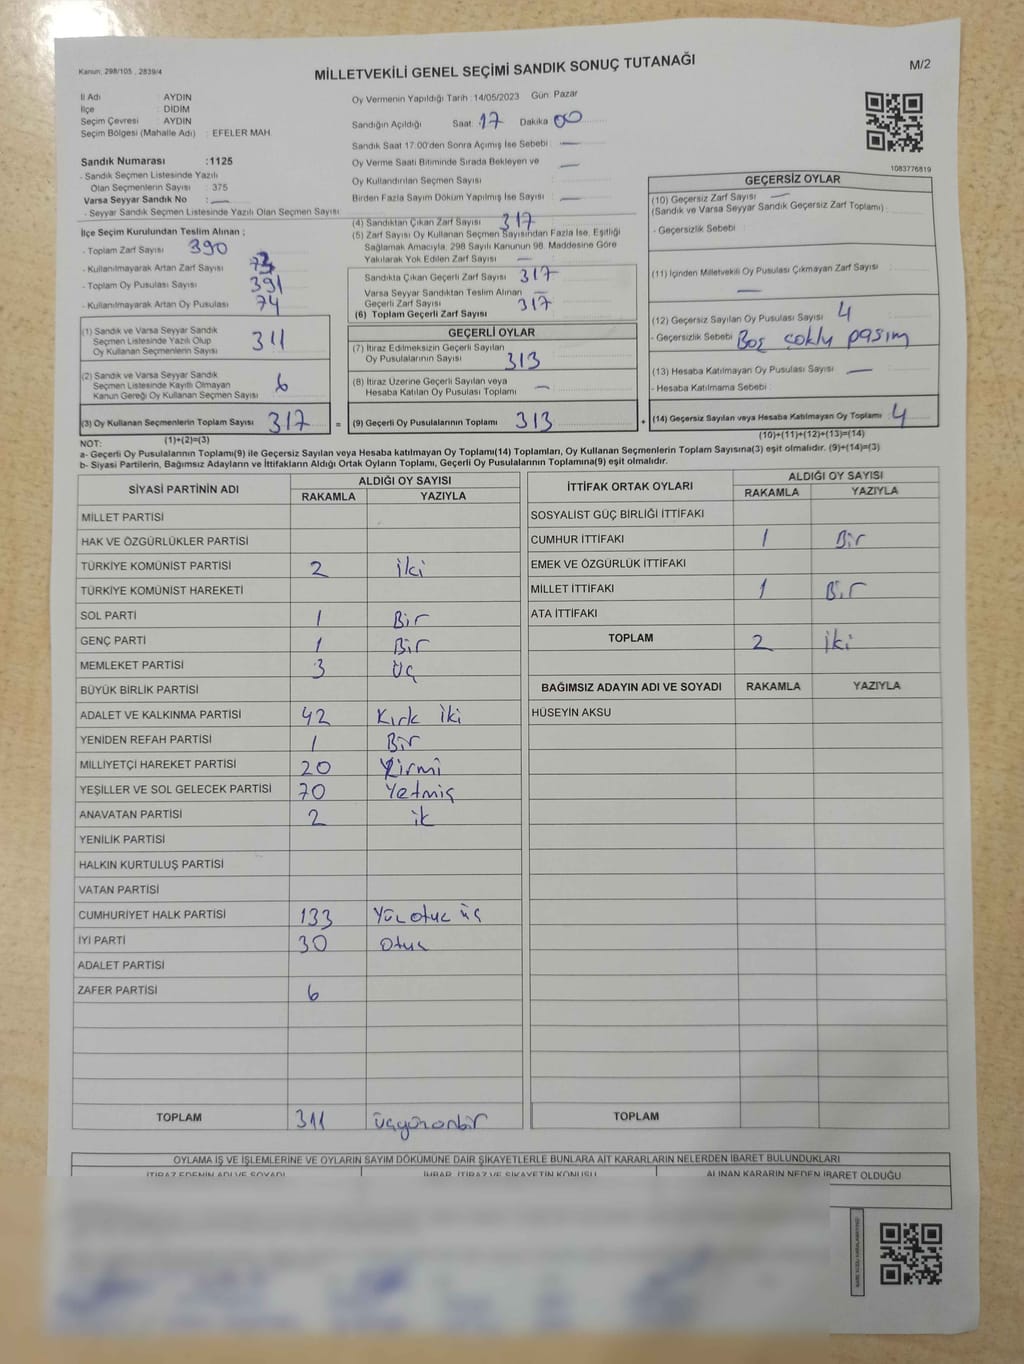 Kanun: 298/105 , 2839/4
MİLLETVEKİLİ GENEL SEÇİMİ SANDIK SONUÇ TUTANAĞI
M/2
İl Adı : AYDIN
İlçe : DİDİM
Seçim Çevresi : AYDIN
Seçim Bölgesi (Mahalle Adı) : EFELER MAH.
Sandık Numarası :1125
- Sandık Seçmen Listesinde Yazılı
Olan Seçmenlerin Sayısı : 375
Varsa Seyyar Sandık No : —
- Seyyar Sandık Seçmen Listesinde Yazılı Olan Seçmen Sayısı
İlçe Seçim Kurulundan Teslim Alınan ;
- Toplam Zarf Sayısı 390
- Kullanılmayarak Artan Zarf Sayısı 73
- Toplam Oy Pusulası Sayısı 391
- Kullanılmayarak Artan Oy Pusulası 74
(1) Sandık ve Varsa Seyyar Sandık
Seçmen Listesinde Yazılı Olup
Oy Kullanan Seçmenlerin Sayısı 311
(2) Sandık ve Varsa Seyyar Sandık
Seçmen Listesinde Kayıtlı Olmayan
Kanun Gereği Oy Kullanan Seçmen Sayısı 6
(3) Oy Kullanan Seçmenlerin Toplam Sayısı 317 =
(1)+(2)=(3)
Oy Vermenin Yapıldığı Tarih :14/05/2023 Gün: Pazar
Sandığın Açıldığı Saat: 17 Dakika: 00
Sandık Saat 17:00'den Sonra Açmış İse Sebebi : —
Oy Verme Saati Bitiminde Sırada Bekleyen ve —
Oy Kullandırılan Seçmen Sayısı :
Birden Fazla Sayım Döküm Yapılmış İse Sayısı : —
(4) Sandıktan Çıkan Zarf Sayısı 317
(5) Zarf Sayısı Oy Kullanan Seçmen Sayısından Fazla İse, Eşitliği
Sağlamak Amacıyla, 298 Sayılı Kanunun 98. Maddesine Göre
Yakılarak Yok Edilen Zarf Sayısı —
Sandıkta Çıkan Geçerli Zarf Sayısı 317
Varsa Seyyar Sandıktan Teslim Alınan —
Geçerli Zarf Sayısı 317
(6) Toplam Geçerli Zarf Sayısı
GEÇERLİ OYLAR
(7) İtiraz Edilmeksizin Geçerli Sayılan
Oy Pusulalarının Sayısı 313
(8) İtiraz Üzerine Geçerli Sayılan veya
Hesaba Katılan Oy Pusulası Toplamı —
(9) Geçerli Oy Pusulalarının Toplamı 313 +
1083776819
GEÇERSİZ OYLAR
(10) Geçersiz Zarf Sayısı —
(Sandık ve Varsa Seyyar Sandık Geçersiz Zarf Toplamı)
- Geçersizlik Sebebi :
(11) İçinden Milletvekili Oy Pusulası Çıkmayan Zarf Sayısı
—
(12) Geçersiz Sayılan Oy Pusulası Sayısı 4
- Geçersizlik Sebebi Boş çoklu basım
(13) Hesaba Katılmayan Oy Pusulası Sayısı —
- Hesaba Katılmama Sebebi :
(14) Geçersiz Sayılan veya Hesaba Katılmayan Oy Toplamı 4
(10)+(11)+(12)+(13)=(14)
NOT:
a- Geçerli Oy Pusulalarının Toplamı(9) ile Geçersiz Sayılan veya Hesaba katılmayan Oy Toplamı(14) Toplamları, Oy Kullanan Seçmenlerin Toplam Sayısına(3) eşit olmalıdır. (9)+(14)=(3)
b- Siyasi Partilerin, Bağımsız Adayların ve İttifakların Aldığı Ortak Oyların Toplamı, Geçerli Oy Pusulalarının Toplamına(9) eşit olmalıdır.
SİYASİ PARTİNİN ADI
ALDIĞI OY SAYISI
RAKAMLA YAZIYLA
MİLLET PARTİSİ
HAK VE ÖZGÜRLÜKLER PARTİSİ
TÜRKİYE KOMÜNİST PARTİSİ 2 iki
TÜRKİYE KOMÜNİST HAREKETİ
SOL PARTİ 1 Bir
GENÇ PARTİ 1 Bir
MEMLEKET PARTİSİ 3 üç
BÜYÜK BİRLİK PARTİSİ
ADALET VE KALKINMA PARTİSİ 42 Kırk iki
YENİDEN REFAH PARTİSİ 1 Bir
MİLLİYETÇİ HAREKET PARTİSİ 20 Yirmi
YEŞİLLER VE SOL GELECEK PARTİSİ 70 Yetmiş
ANAVATAN PARTİSİ 2 ik
YENİLİK PARTİSİ
HALKIN KURTULUŞ PARTİSİ
VATAN PARTİSİ
CUMHURİYET HALK PARTİSİ 133 Yüz otuz üç
İYİ PARTİ 30 otuz
ADALET PARTİSİ
ZAFER PARTİSİ 6
TOPLAM 311 üçyüzonbir
İTTİFAK ORTAK OYLARI
ALDIĞI OY SAYISI
RAKAMLA YAZIYLA
SOSYALİST GÜÇ BİRLİĞİ İTTİFAKI
CUMHUR İTTİFAKI 1 Bir
EMEK VE ÖZGÜRLÜK İTTİFAKI
MİLLET İTTİFAKI 1 Bir
ATA İTTİFAKI
TOPLAM 2 iki
BAĞIMSIZ ADAYIN ADI VE SOYADI RAKAMLA YAZIYLA
HÜSEYİN AKSU
TOPLAM
OYLAMA İŞ VE İŞLEMLERİNE VE OYLARIN SAYIM DÖKÜMÜNE DAİR ŞİKAYETLERLE BUNLARA AİT KARARLARIN NELERDEN İBARET BULUNDUKLARI
İTİRAZ EDENİN ADI VE SOYADI İHBAR, İTİRAZ VE ŞİKAYETİN KONUSU ALINAN KARARIN NEDEN İBARET OLDUĞU